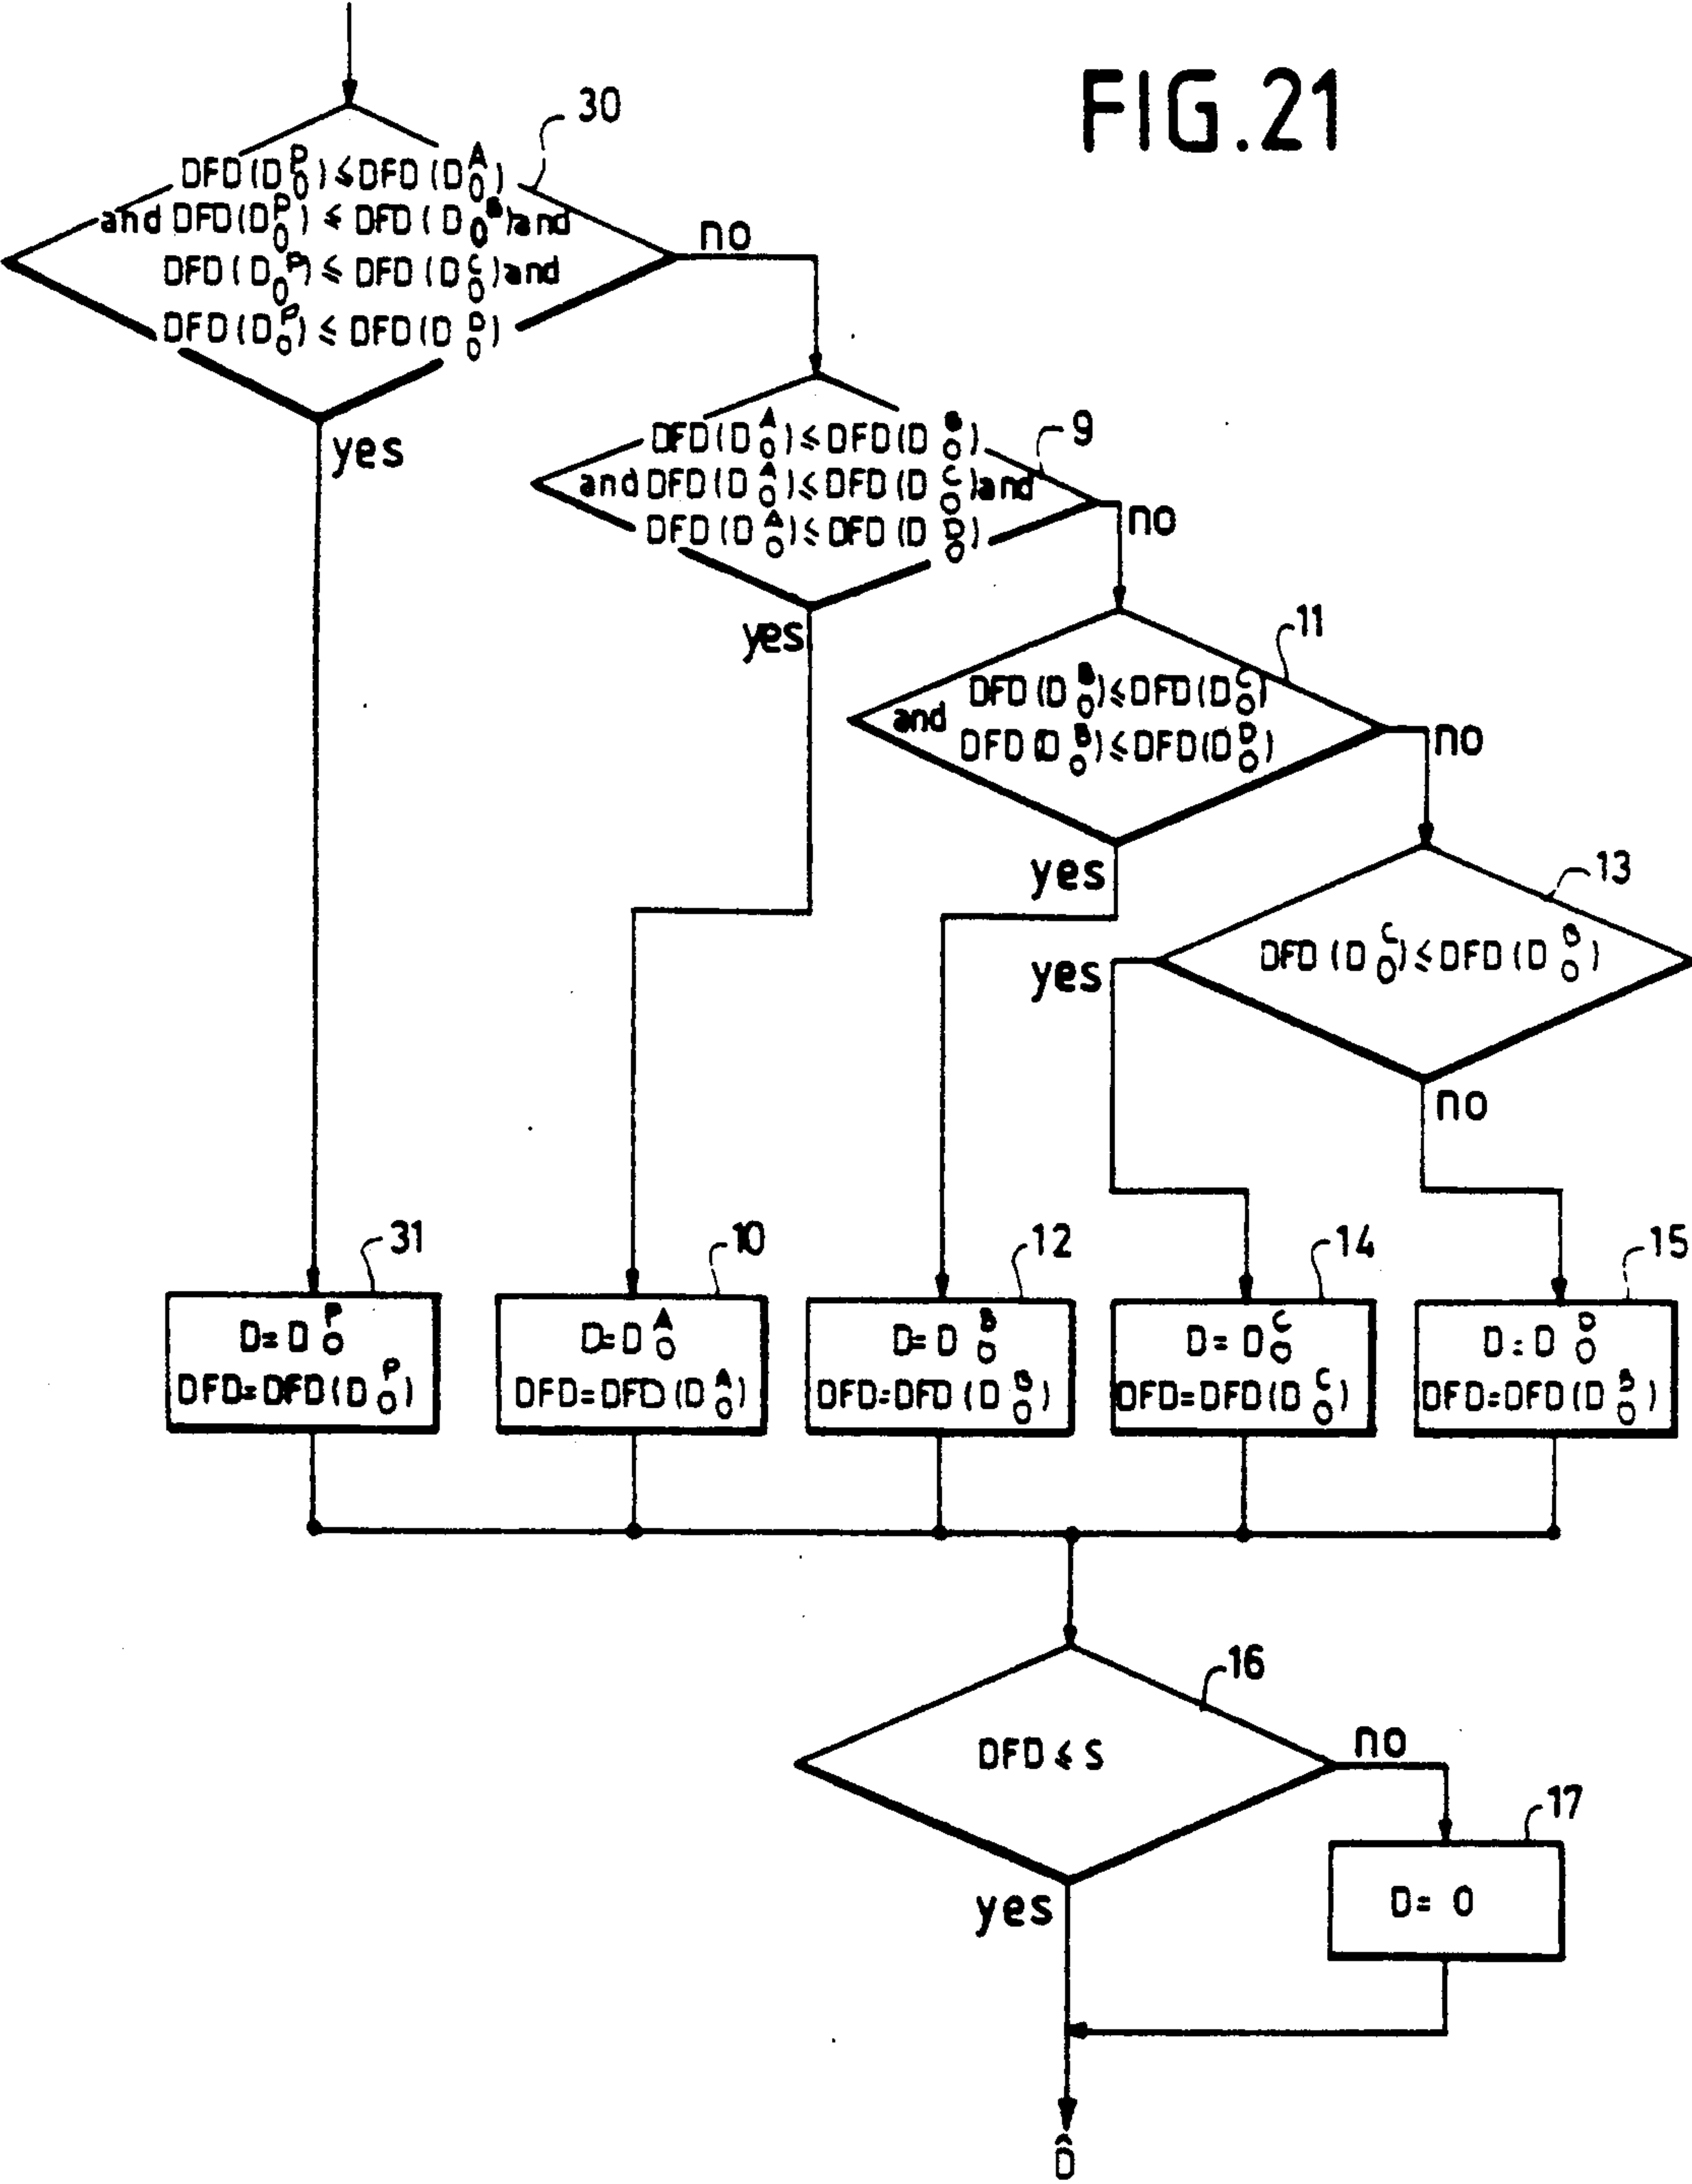 FIG.21
30
DFD(D₀ᴾ) ≤ DFD(D₀ᴬ)
and DFD(D₀ᴾ) ≤ DFD(D₀ᴮ) and
DFD(D₀ᴾ) ≤ DFD(D₀ᶜ) and
DFD(D₀ᴾ) ≤ DFD(D₀ᴰ)
no
yes
9
DFD(D₀ᴬ) ≤ DFD(D₀ᴮ)
and DFD(D₀ᴬ) ≤ DFD(D₀ᶜ) and
DFD(D₀ᴬ) ≤ DFD(D₀ᴰ)
no
yes
11
DFD(D₀ᴮ) ≤ DFD(D₀ᶜ)
and
DFD(D₀ᴮ) ≤ DFD(D₀ᴰ)
no
yes
13
DFD(D₀ᶜ) ≤ DFD(D₀ᴮ)
yes
no
31
D=D₀ᴾ
DFD=DFD(D₀ᴾ)
10
D=D₀ᴬ
DFD=DFD(D₀ᴬ)
12
D=D₀ᴮ
DFD=DFD(D₀ᴮ)
14
D=D₀ᶜ
DFD=DFD(D₀ᶜ)
15
D=D₀ᴰ
DFD=DFD(D₀ᴮ)
16
DFD ≤ S
no
yes
17
D= 0
D̂